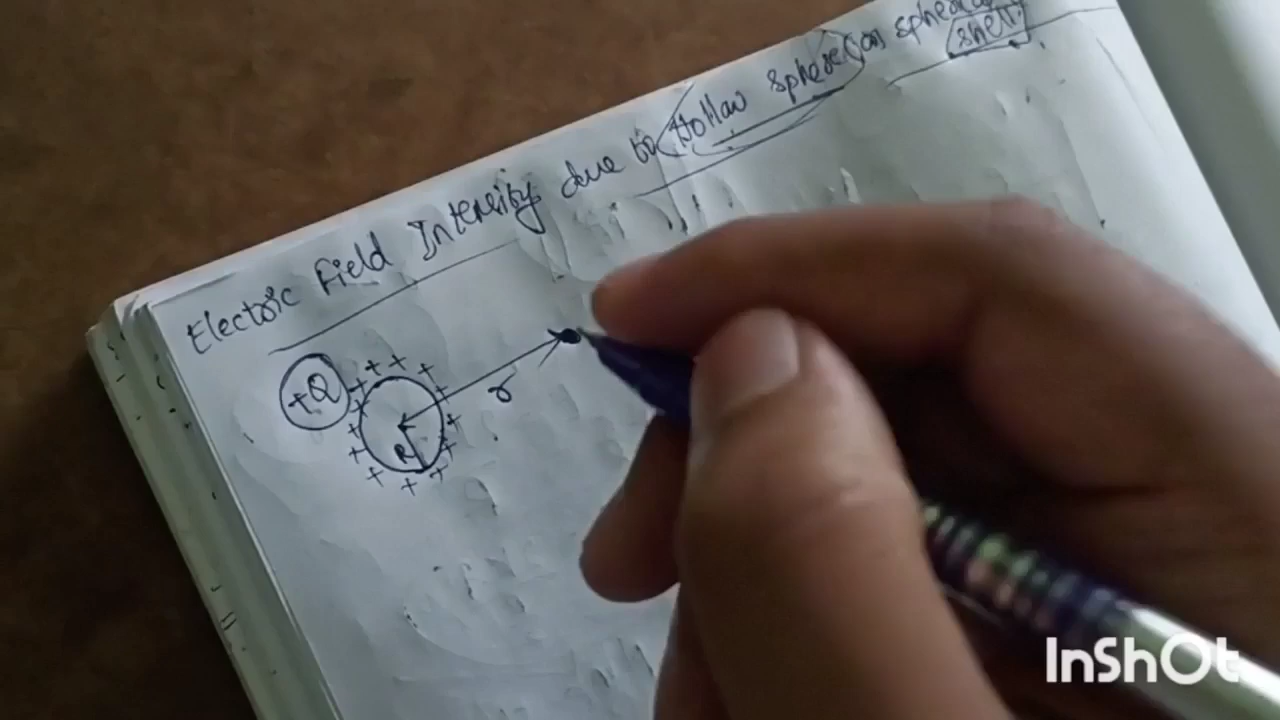 Electric Field Intensity due to Hollow sphere (or) spherical
shell.
+Q
+ + + + + + + + + + + + + +
r
R
InShOt